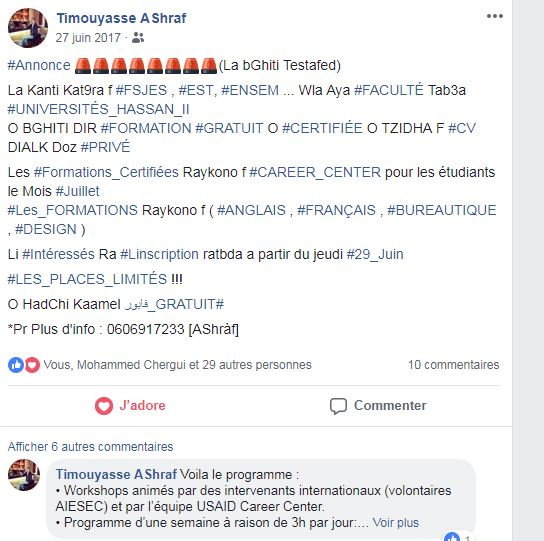 Timouyasse AShraf
27 juin 2017 ·
#Annonce 🚨🚨🚨🚨🚨🚨🚨🚨(La bGhiti Testafed)
La Kanti Kat9ra f #FSJES , #EST, #ENSEM ... Wla Aya #FACULTÉ Tab3a
#UNIVERSITÉS_HASSAN_II
O BGHITI DIR #FORMATION #GRATUIT O #CERTIFIÉE O TZIDHA F #CV
DIALK Doz #PRIVÉ
Les #Formations_Certifiées Raykono f #CAREER_CENTER pour les étudiants
le Mois #Juillet
#Les_FORMATIONS Raykono f ( #ANGLAIS , #FRANÇAIS , #BUREAUTIQUE
, #DESIGN )
Li #Intéressés Ra #Linscription ratbda a partir du jeudi #29_Juin
#LES_PLACES_LIMITÉS !!!
O HadChi Kaamel فابور_GRATUIT#
*Pr Plus d'info : 0606917233 [AShràf]
Vous, Mohammed Chergui et 29 autres personnes 10 commentaires
J'adore Commenter
Afficher 6 autres commentaires
Timouyasse AShraf Voila le programme :
• Workshops animés par des intervenants internationaux (volontaires
AIESEC) et par l'équipe USAID Career Center.
• Programme d'une semaine à raison de 3h par jour:... Voir plus
1